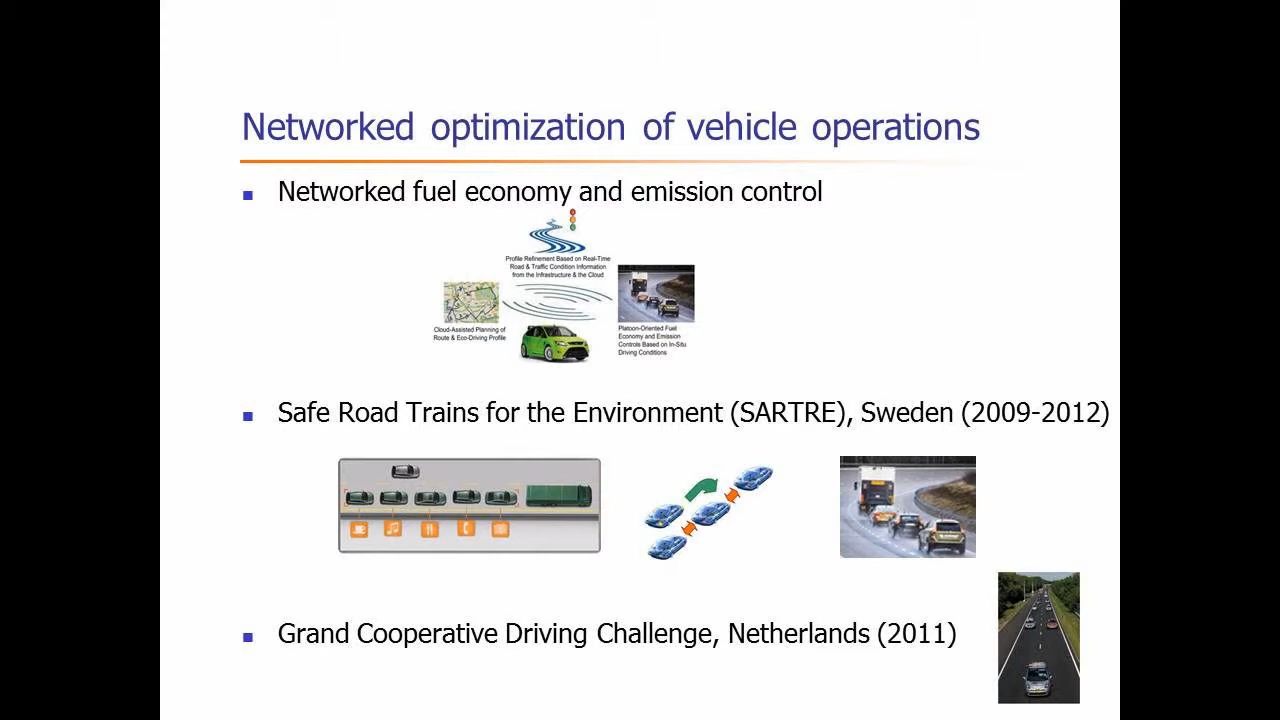 Networked optimization of vehicle operations
Networked fuel economy and emission control
Profile Refinement Based on Real-Time
Road & Traffic Condition Information
from the Infrastructure & the Cloud
Cloud-Assisted Planning of
Route & Eco-Driving Profile
Platoon-Oriented Fuel
Economy and Emission
Controls Based on In-Situ
Driving Conditions
Safe Road Trains for the Environment (SARTRE), Sweden (2009-2012)
Grand Cooperative Driving Challenge, Netherlands (2011)